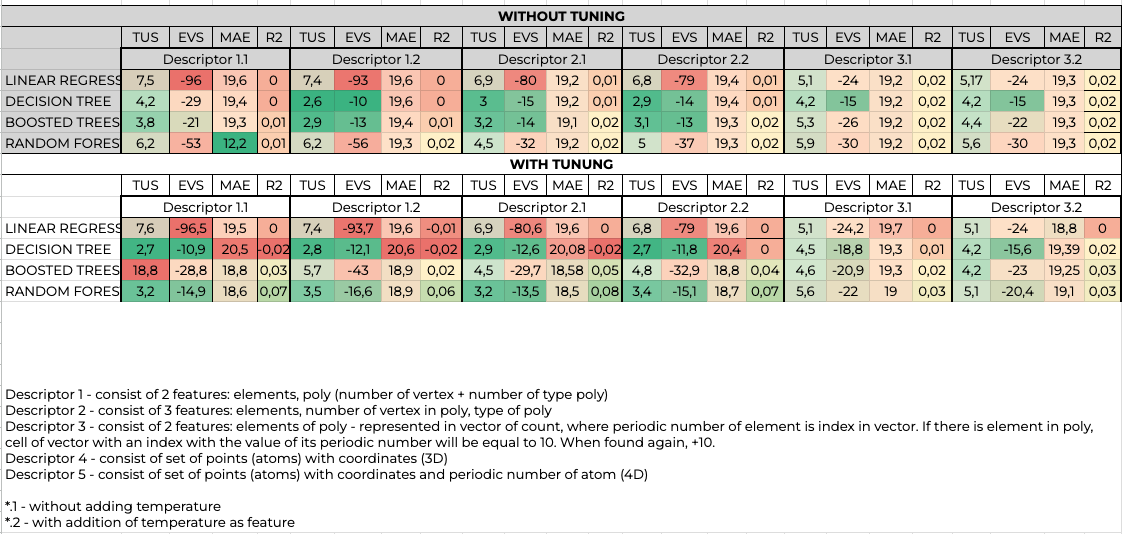 WITHOUT TUNING
TUS EVS MAE R2 TUS EVS MAE R2 TUS EVS MAE R2 TUS EVS MAE R2 TUS EVS MAE R2 TUS EVS MAE R2
Descriptor 1.1 Descriptor 1.2 Descriptor 2.1 Descriptor 2.2 Descriptor 3.1 Descriptor 3.2
LINEAR REGRESS 7,5 -96 19,6 0 7,4 -93 19,6 0 6,9 -80 19,2 0,01 6,8 -79 19,4 0,01 5,1 -24 19,2 0,02 5,17 -24 19,3 0,02
DECISION TREE 4,2 -29 19,4 0 2,6 -10 19,6 0 3 -15 19,2 0,01 2,9 -14 19,4 0,01 4,2 -15 19,2 0,02 4,2 -15 19,3 0,02
BOOSTED TREES 3,8 -21 19,3 0,01 2,9 -13 19,4 0,01 3,2 -14 19,1 0,02 3,1 -13 19,3 0,02 5,3 -26 19,2 0,02 4,4 -22 19,3 0,02
RANDOM FORES 6,2 -53 12,2 0,01 6,2 -56 19,3 0,02 4,5 -32 19,2 0,02 5 -37 19,3 0,02 5,9 -30 19,2 0,02 5,6 -30 19,3 0,02
WITH TUNUNG
TUS EVS MAE R2 TUS EVS MAE R2 TUS EVS MAE R2 TUS EVS MAE R2 TUS EVS MAE R2 TUS EVS MAE R2
Descriptor 1.1 Descriptor 1.2 Descriptor 2.1 Descriptor 2.2 Descriptor 3.1 Descriptor 3.2
LINEAR REGRESS 7,6 -96,5 19,5 0 7,4 -93,7 19,6 -0,01 6,9 -80,6 19,6 0 6,8 -79 19,6 0 5,1 -24,2 19,7 0 5,1 -24 18,8 0
DECISION TREE 2,7 -10,9 20,5 -0,02 2,8 -12,1 20,6 -0,02 2,9 -12,6 20,08 -0,02 2,7 -11,8 20,4 0 4,5 -18,8 19,3 0,01 4,2 -15,6 19,39 0,02
BOOSTED TREES 18,8 -28,8 18,8 0,03 5,7 -43 18,9 0,02 4,5 -29,7 18,58 0,05 4,8 -32,9 18,8 0,04 4,6 -20,9 19,3 0,02 4,2 -23 19,25 0,03
RANDOM FORES 3,2 -14,9 18,6 0,07 3,5 -16,6 18,9 0,06 3,2 -13,5 18,5 0,08 3,4 -15,1 18,7 0,07 5,6 -22 19 0,03 5,1 -20,4 19,1 0,03
Descriptor 1 - consist of 2 features: elements, poly (number of vertex + number of type poly)
Descriptor 2 - consist of 3 features: elements, number of vertex in poly, type of poly
Descriptor 3 - consist of 2 features: elements of poly - represented in vector of count, where periodic number of element is index in vector. If there is element in poly,
cell of vector with an index with the value of its periodic number will be equal to 10. When found again, +10.
Descriptor 4 - consist of set of points (atoms) with coordinates (3D)
Descriptor 5 - consist of set of points (atoms) with coordinates and periodic number of atom (4D)
*.1 - without adding temperature
*.2 - with addition of temperature as feature